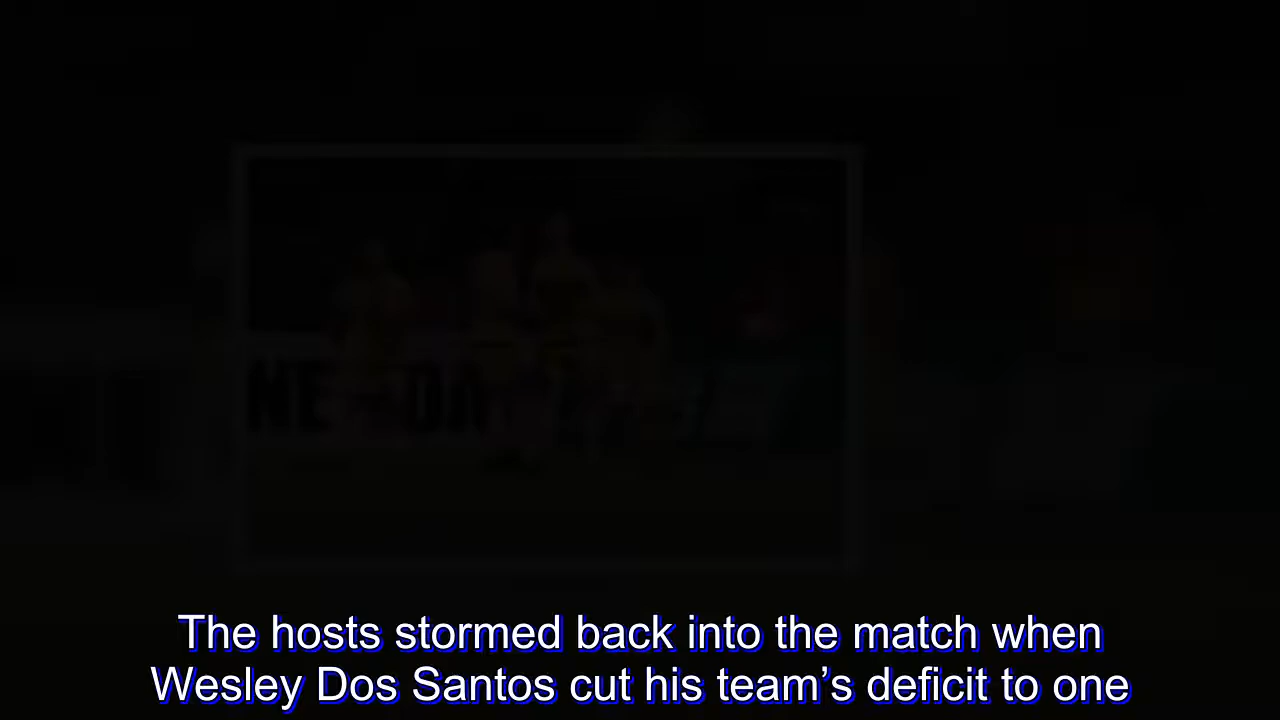 The hosts stormed back into the match when
Wesley Dos Santos cut his team’s deficit to one